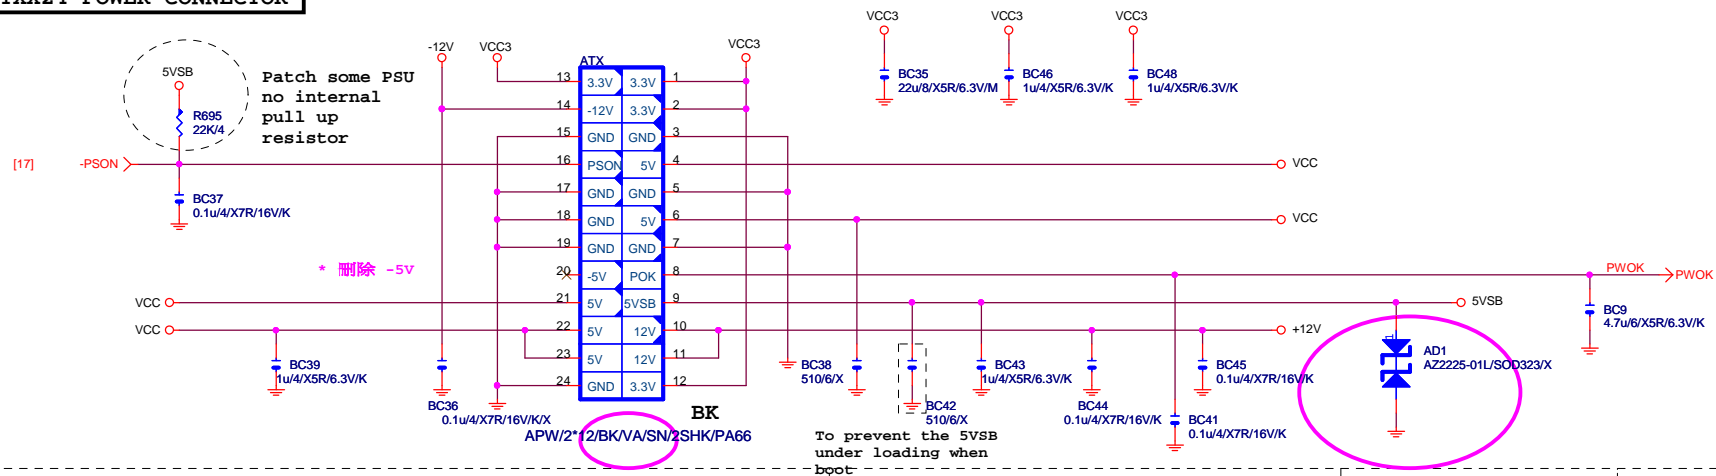 POWER CONNECTOR
5VSB
R695
22K/4
Patch some PSU
no internal
pull up
resistor
[17]
-PSON
BC37
0.1u/4/X7R/16V/K
* 刪除 -5V
VCC
VCC
BC39
1u/4/X5R/6.3V/K
-12V
VCC3
ATX
VCC3
13 3.3V 3.3V 1
14 -12V 3.3V 2
15 GND GND 3
16 PSON 5V 4
17 GND GND 5
18 GND 5V 6
19 GND GND 7
20 -5V POK 8
21 5V 5VSB 9
22 5V 12V 10
23 5V 12V 11
24 GND 3.3V 12
BC36
0.1u/4/X7R/16V/K/X
BK
APW/2*12/BK/VA/SN/2SHK/PA66
VCC3
BC35
22u/8/X5R/6.3V/M
VCC3
BC46
1u/4/X5R/6.3V/K
VCC3
BC48
1u/4/X5R/6.3V/K
VCC
VCC
PWOK
PWOK
5VSB
+12V
BC38
510/6/X
BC42
510/6/X
To prevent the 5VSB
under loading when
boot
BC43
1u/4/X5R/6.3V/K
BC44
0.1u/4/X7R/16V/K
BC45
0.1u/4/X7R/16V/K
BC41
0.1u/4/X7R/16V/K
1
AD1
AZ2225-01L/SOD323/X
BC9
4.7u/6/X5R/6.3V/K